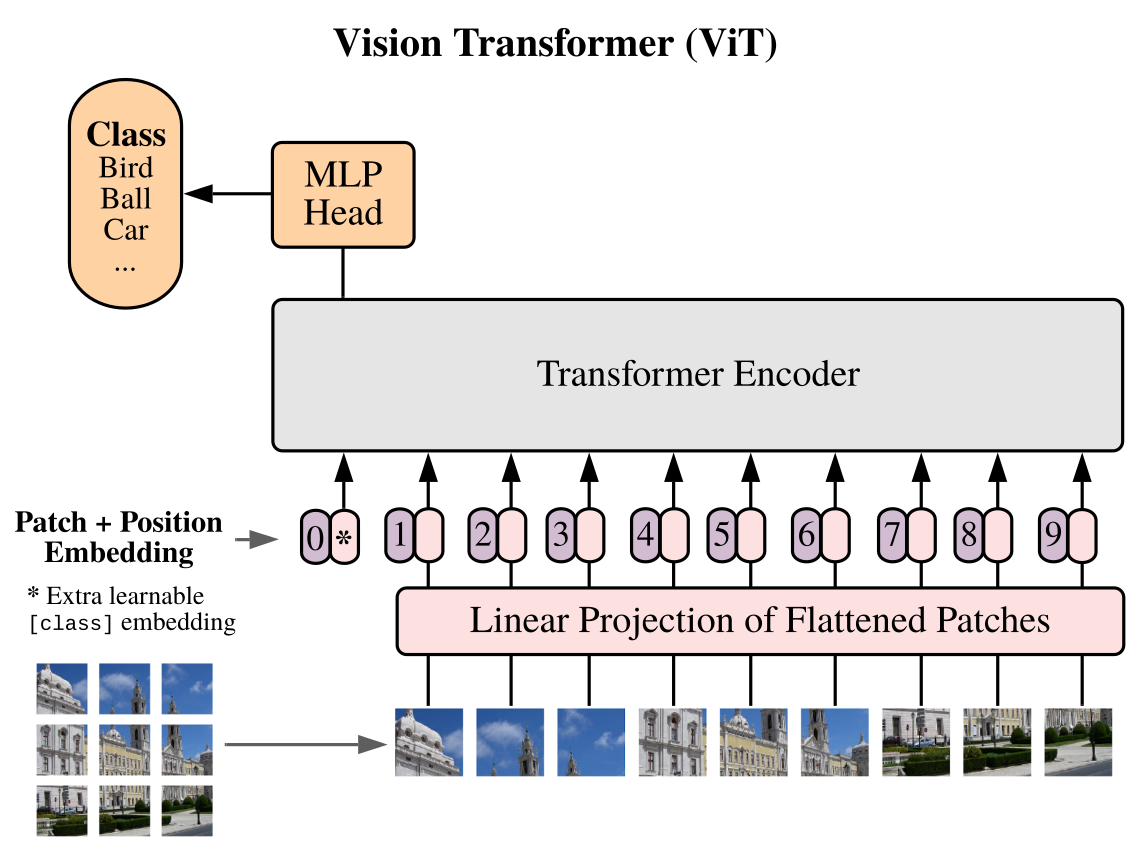 Vision Transformer (ViT)
Class
Bird
Ball
Car
...
MLP
Head
Transformer Encoder
Patch + Position
Embedding
* Extra learnable
[class] embedding
0 * 1 2 3 4 5 6 7 8 9
Linear Projection of Flattened Patches